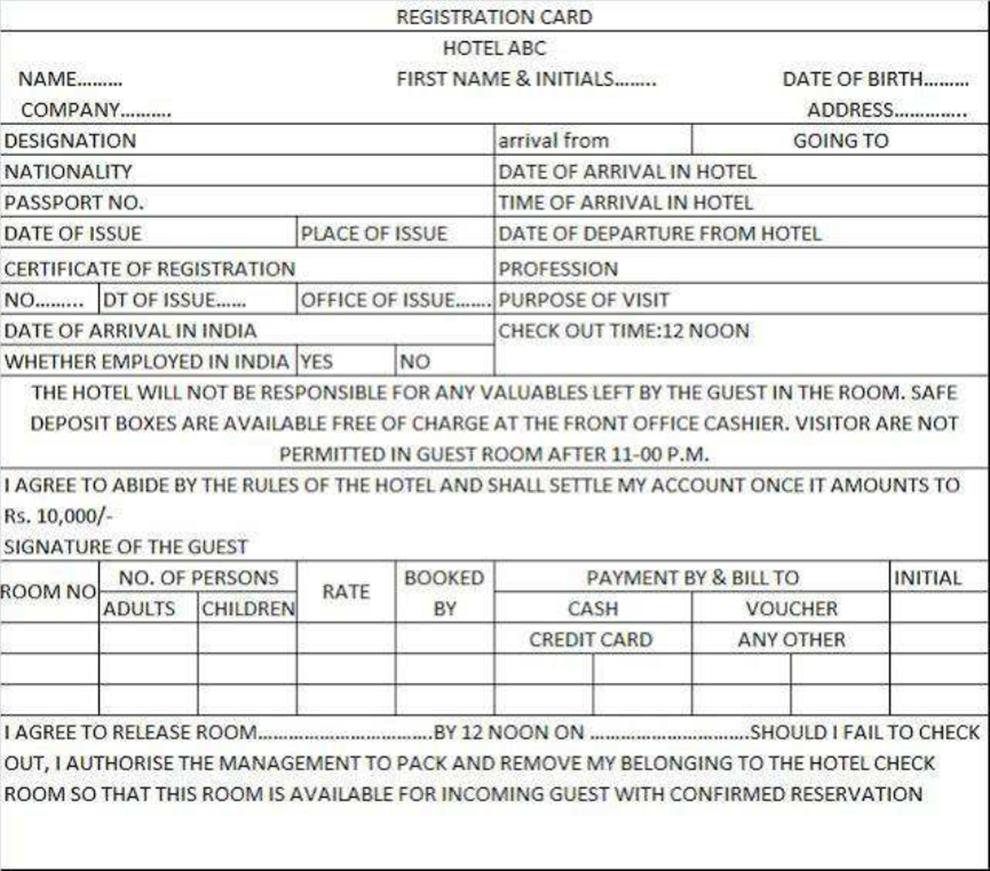 REGISTRATION CARD
HOTEL ABC
NAME......... FIRST NAME & INITIALS........ DATE OF BIRTH.........
COMPANY.......... ADDRESS..............
DESIGNATION arrival from GOING TO
NATIONALITY DATE OF ARRIVAL IN HOTEL
PASSPORT NO. TIME OF ARRIVAL IN HOTEL
DATE OF ISSUE PLACE OF ISSUE DATE OF DEPARTURE FROM HOTEL
CERTIFICATE OF REGISTRATION PROFESSION
NO......... DT OF ISSUE...... OFFICE OF ISSUE....... PURPOSE OF VISIT
DATE OF ARRIVAL IN INDIA CHECK OUT TIME:12 NOON
WHETHER EMPLOYED IN INDIA YES NO
THE HOTEL WILL NOT BE RESPONSIBLE FOR ANY VALUABLES LEFT BY THE GUEST IN THE ROOM. SAFE
DEPOSIT BOXES ARE AVAILABLE FREE OF CHARGE AT THE FRONT OFFICE CASHIER. VISITOR ARE NOT
PERMITTED IN GUEST ROOM AFTER 11-00 P.M.
I AGREE TO ABIDE BY THE RULES OF THE HOTEL AND SHALL SETTLE MY ACCOUNT ONCE IT AMOUNTS TO
Rs. 10,000/-
SIGNATURE OF THE GUEST
ROOM NO NO. OF PERSONS RATE BOOKED BY PAYMENT BY & BILL TO INITIAL
ADULTS CHILDREN CASH VOUCHER
CREDIT CARD ANY OTHER
I AGREE TO RELEASE ROOM.................................BY 12 NOON ON ..............................SHOULD I FAIL TO CHECK
OUT, I AUTHORISE THE MANAGEMENT TO PACK AND REMOVE MY BELONGING TO THE HOTEL CHECK
ROOM SO THAT THIS ROOM IS AVAILABLE FOR INCOMING GUEST WITH CONFIRMED RESERVATION